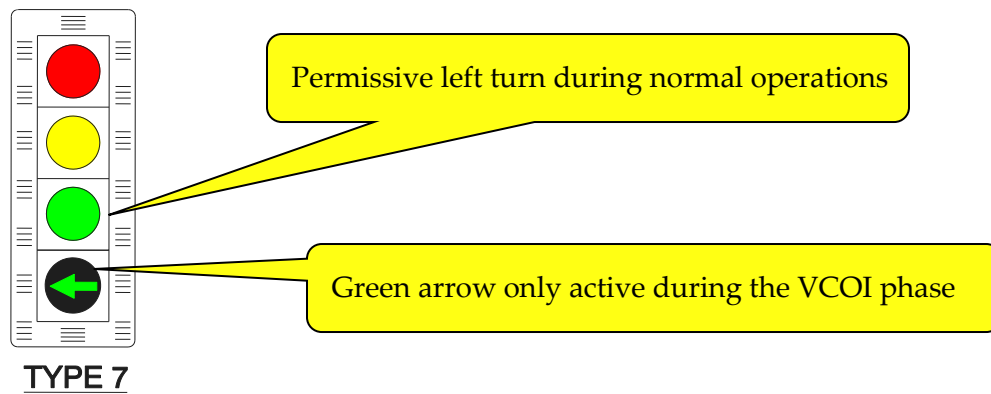 Permissive left turn during normal operations
Green arrow only active during the VCOI phase
TYPE 7